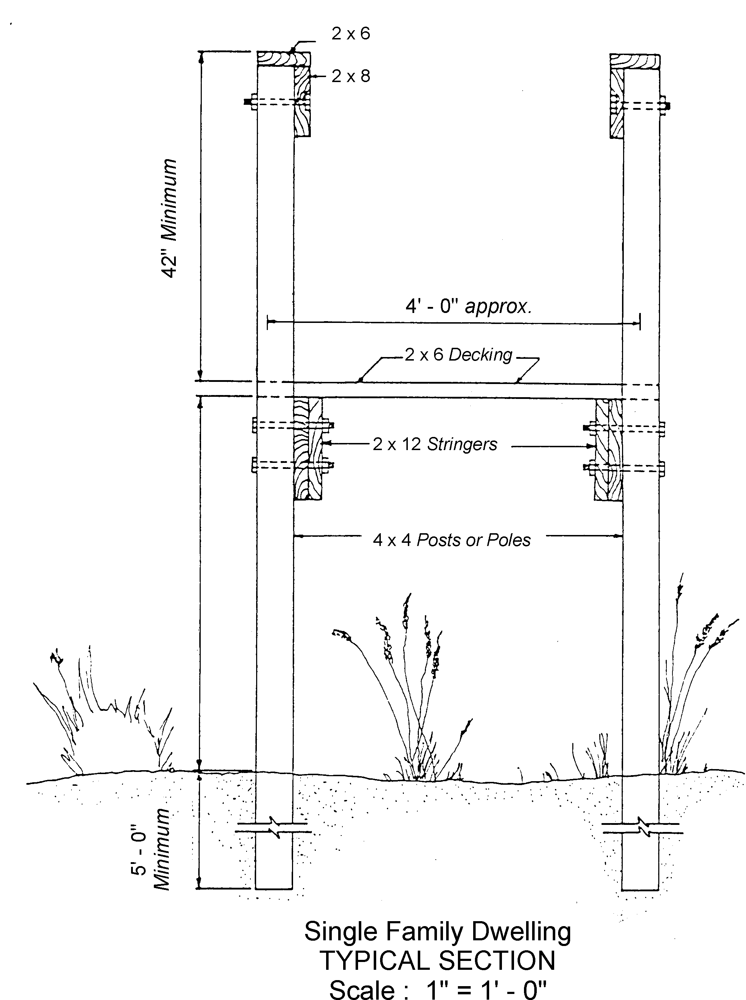 2 x 6
2 x 8
42" Minimum
4' - 0" approx.
2 x 6 Decking
2 x 12 Stringers
4 x 4 Posts or Poles
5' - 0"
Minimum
Single Family Dwelling
TYPICAL SECTION
Scale : 1" = 1' - 0"